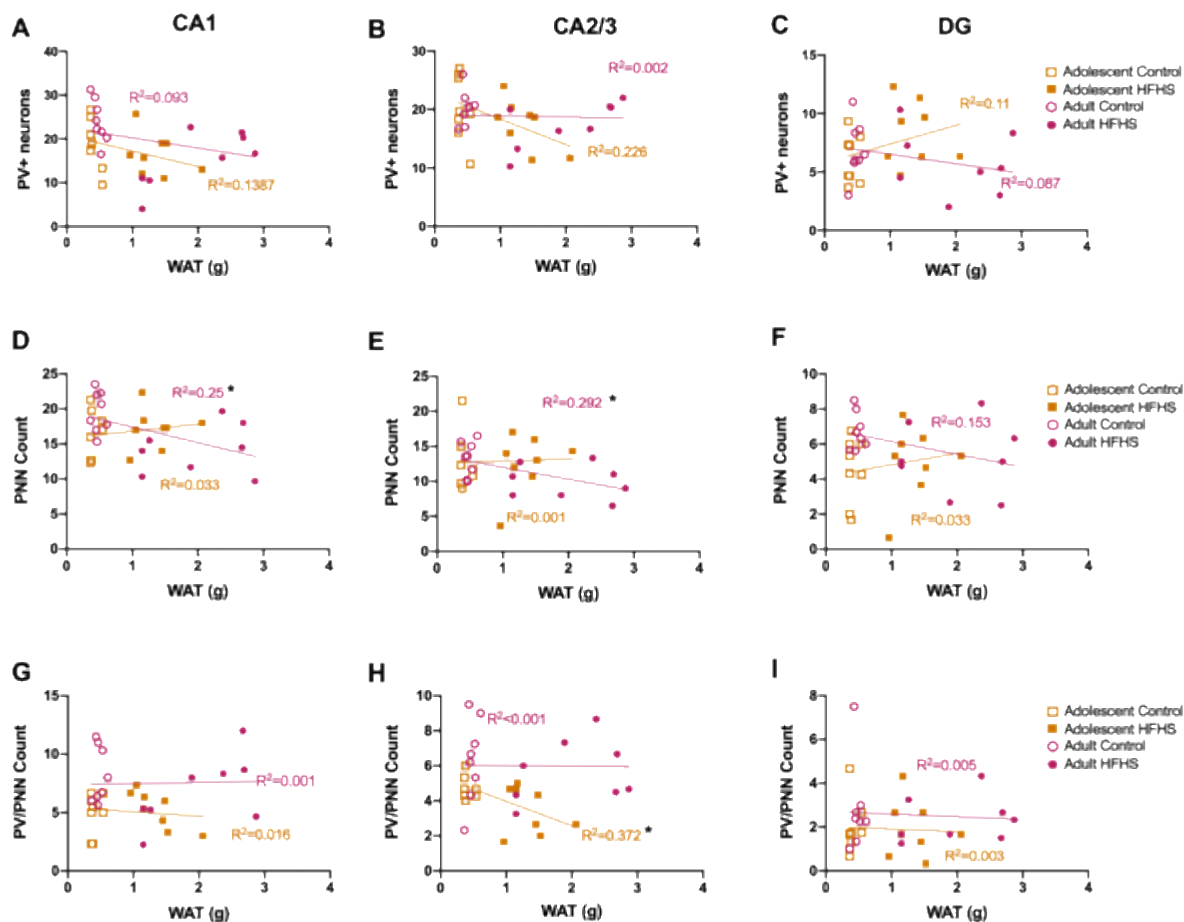 CA1
CA2/3
DG
A
40
30
20
10
0
PV+ neurons
R²=0.093
R²=0.1387
0 1 2 3 4
WAT (g)
B
30
20
10
0
PV+ neurons
R²=0.002
R²=0.226
0 1 2 3 4
WAT (g)
C
15
10
5
0
PV+ neurons
R²=0.11
R²=0.087
0 1 2 3 4
WAT (g)
Adolescent Control
Adolescent HFHS
Adult Control
Adult HFHS
D
25
20
15
10
5
0
PNN Count
R²=0.25 *
R²=0.033
0 1 2 3 4
WAT (g)
E
25
20
15
10
5
0
PNN Count
R²=0.292 *
R²=0.001
0 1 2 3 4
WAT (g)
F
10
8
6
4
2
0
PNN Count
R²=0.153
R²=0.033
0 1 2 3 4
WAT (g)
Adolescent Control
Adolescent HFHS
Adult Control
Adult HFHS
G
15
10
5
0
PV/PNN Count
R²=0.001
R²=0.016
0 1 2 3 4
WAT (g)
H
10
8
6
4
2
0
PV/PNN Count
R²<0.001
R²=0.372 *
0 1 2 3 4
WAT (g)
I
8
6
4
2
0
PV/PNN Count
R²=0.005
R²=0.003
0 1 2 3 4
WAT (g)
Adolescent Control
Adolescent HFHS
Adult Control
Adult HFHS